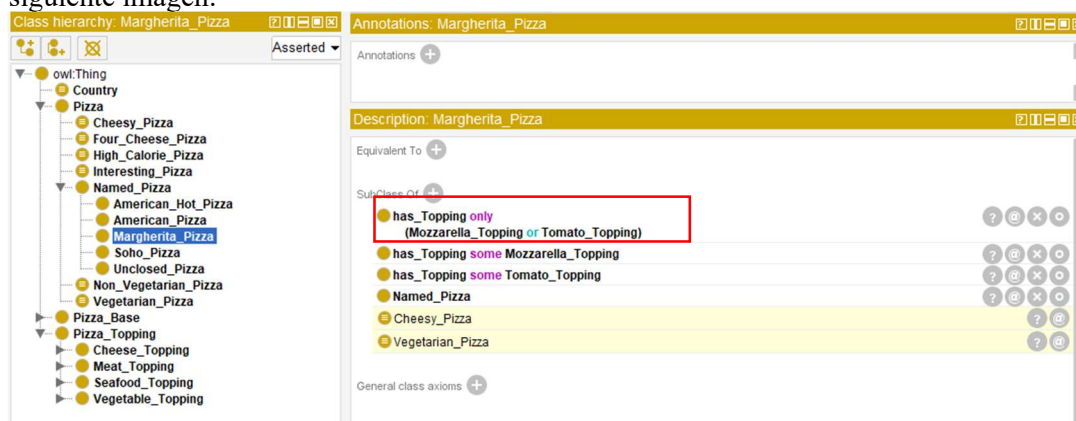 siguiente imagen.
Class hierarchy: Margherita_Pizza
Asserted
owl:Thing
Country
Pizza
Cheesy_Pizza
Four_Cheese_Pizza
High_Calorie_Pizza
Interesting_Pizza
Named_Pizza
American_Hot_Pizza
American_Pizza
Margherita_Pizza
Soho_Pizza
Unclosed_Pizza
Non_Vegetarian_Pizza
Vegetarian_Pizza
Pizza_Base
Pizza_Topping
Cheese_Topping
Meat_Topping
Seafood_Topping
Vegetable_Topping
Annotations: Margherita_Pizza
Annotations
Description: Margherita_Pizza
Equivalent To
SubClass Of
has_Topping only
(Mozzarella_Topping or Tomato_Topping)
has_Topping some Mozzarella_Topping
has_Topping some Tomato_Topping
Named_Pizza
Cheesy_Pizza
Vegetarian_Pizza
General class axioms